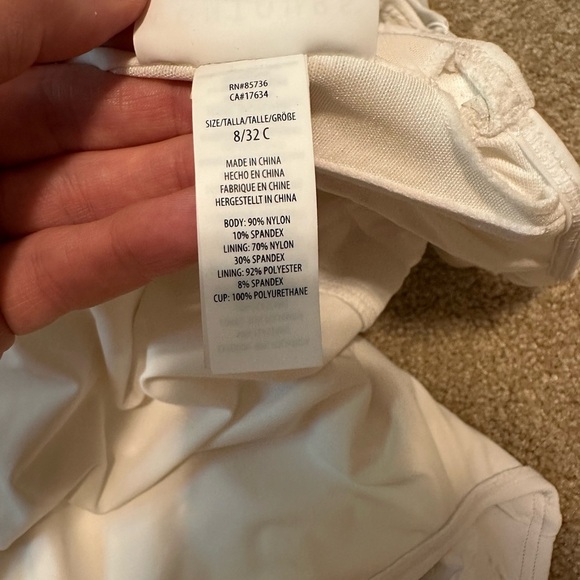 RN#85736
CA#17634
SIZE/TALLA/TALLE/GRÖßE
8/32 C
MADE IN CHINA
HECHO EN CHINA
FABRIQUE EN CHINE
HERGESTELLT IN CHINA
BODY: 90% NYLON
10% SPANDEX
LINING: 70% NYLON
30% SPANDEX
LINING: 92% POLYESTER
8% SPANDEX
CUP: 100% POLYURETHANE